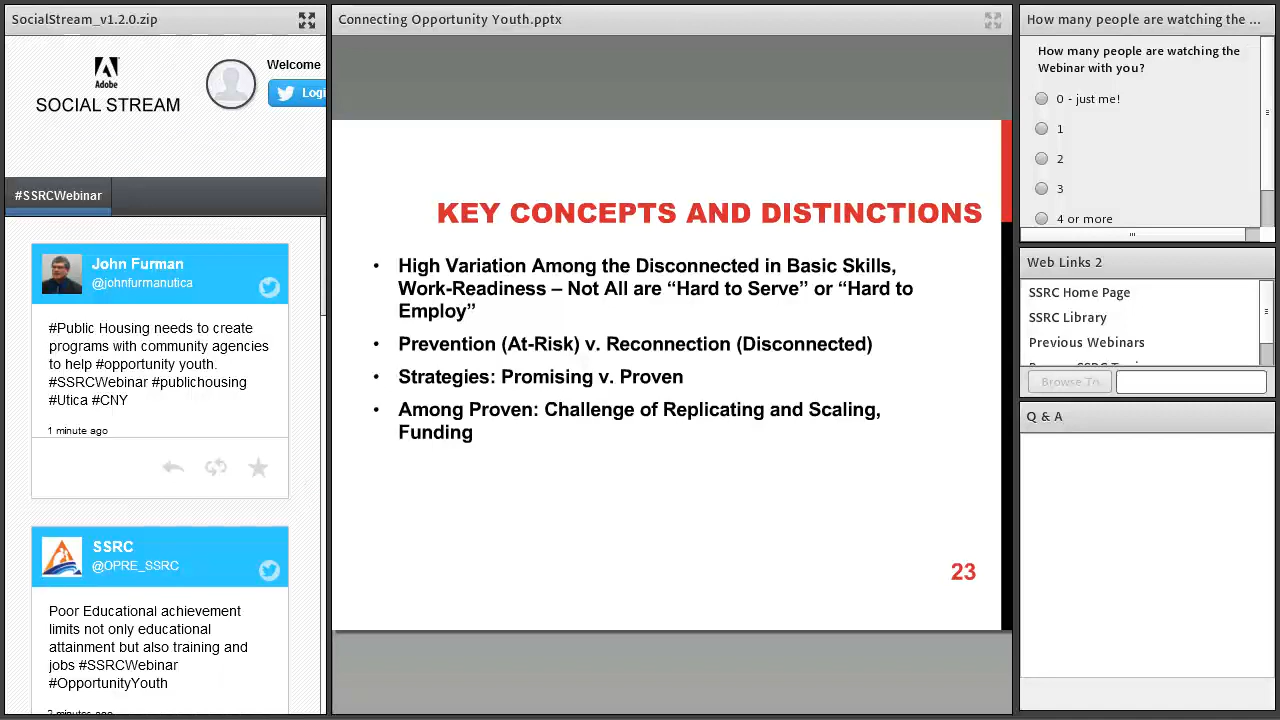 SocialStream_v1.2.0.zip
Adobe
SOCIAL STREAM
Welcome
Logi
#SSRCWebinar
John Furman
@johnfurmanutica
#Public Housing needs to create
programs with community agencies
to help #opportunity youth.
#SSRCWebinar #publichousing
#Utica #CNY
1 minute ago
SSRC
@OPRE_SSRC
Poor Educational achievement
limits not only educational
attainment but also training and
jobs #SSRCWebinar
#OpportunityYouth
2 minutes ago
Connecting Opportunity Youth.pptx
KEY CONCEPTS AND DISTINCTIONS
• High Variation Among the Disconnected in Basic Skills,
Work-Readiness – Not All are “Hard to Serve” or “Hard to
Employ”
• Prevention (At-Risk) v. Reconnection (Disconnected)
• Strategies: Promising v. Proven
• Among Proven: Challenge of Replicating and Scaling,
Funding
23
How many people are watching the ...
How many people are watching the
Webinar with you?
0 - just me!
1
2
3
4 or more
Web Links 2
SSRC Home Page
SSRC Library
Previous Webinars
Browse To
Q & A